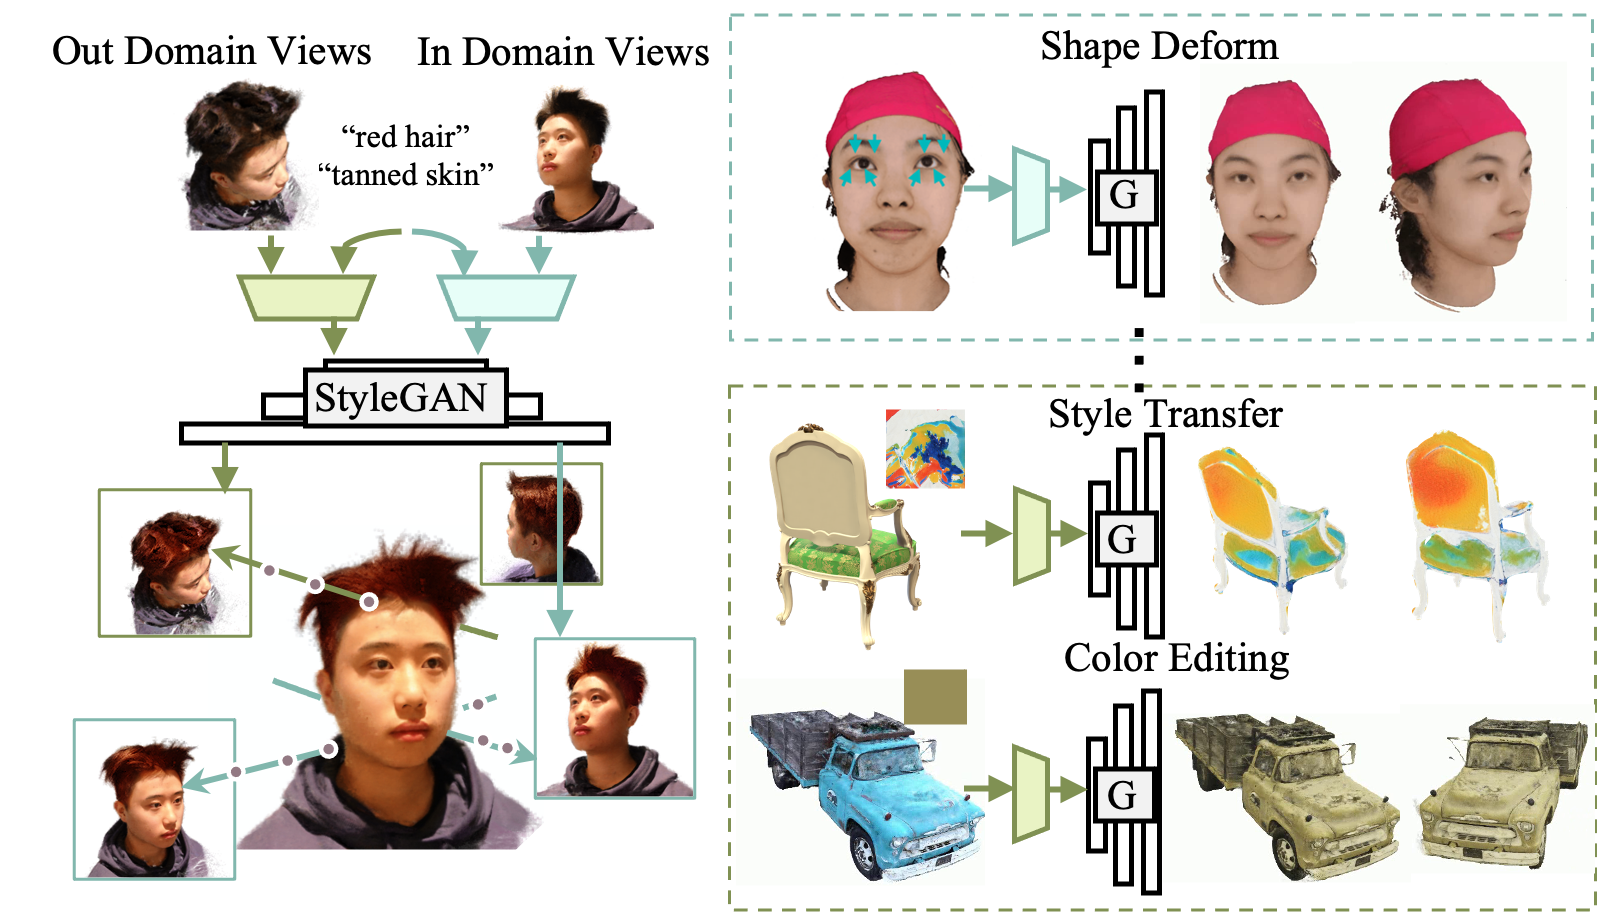 Out Domain Views
In Domain Views
“red hair”
“tanned skin”
StyleGAN
Shape Deform
G
Style Transfer
G
Color Editing
G